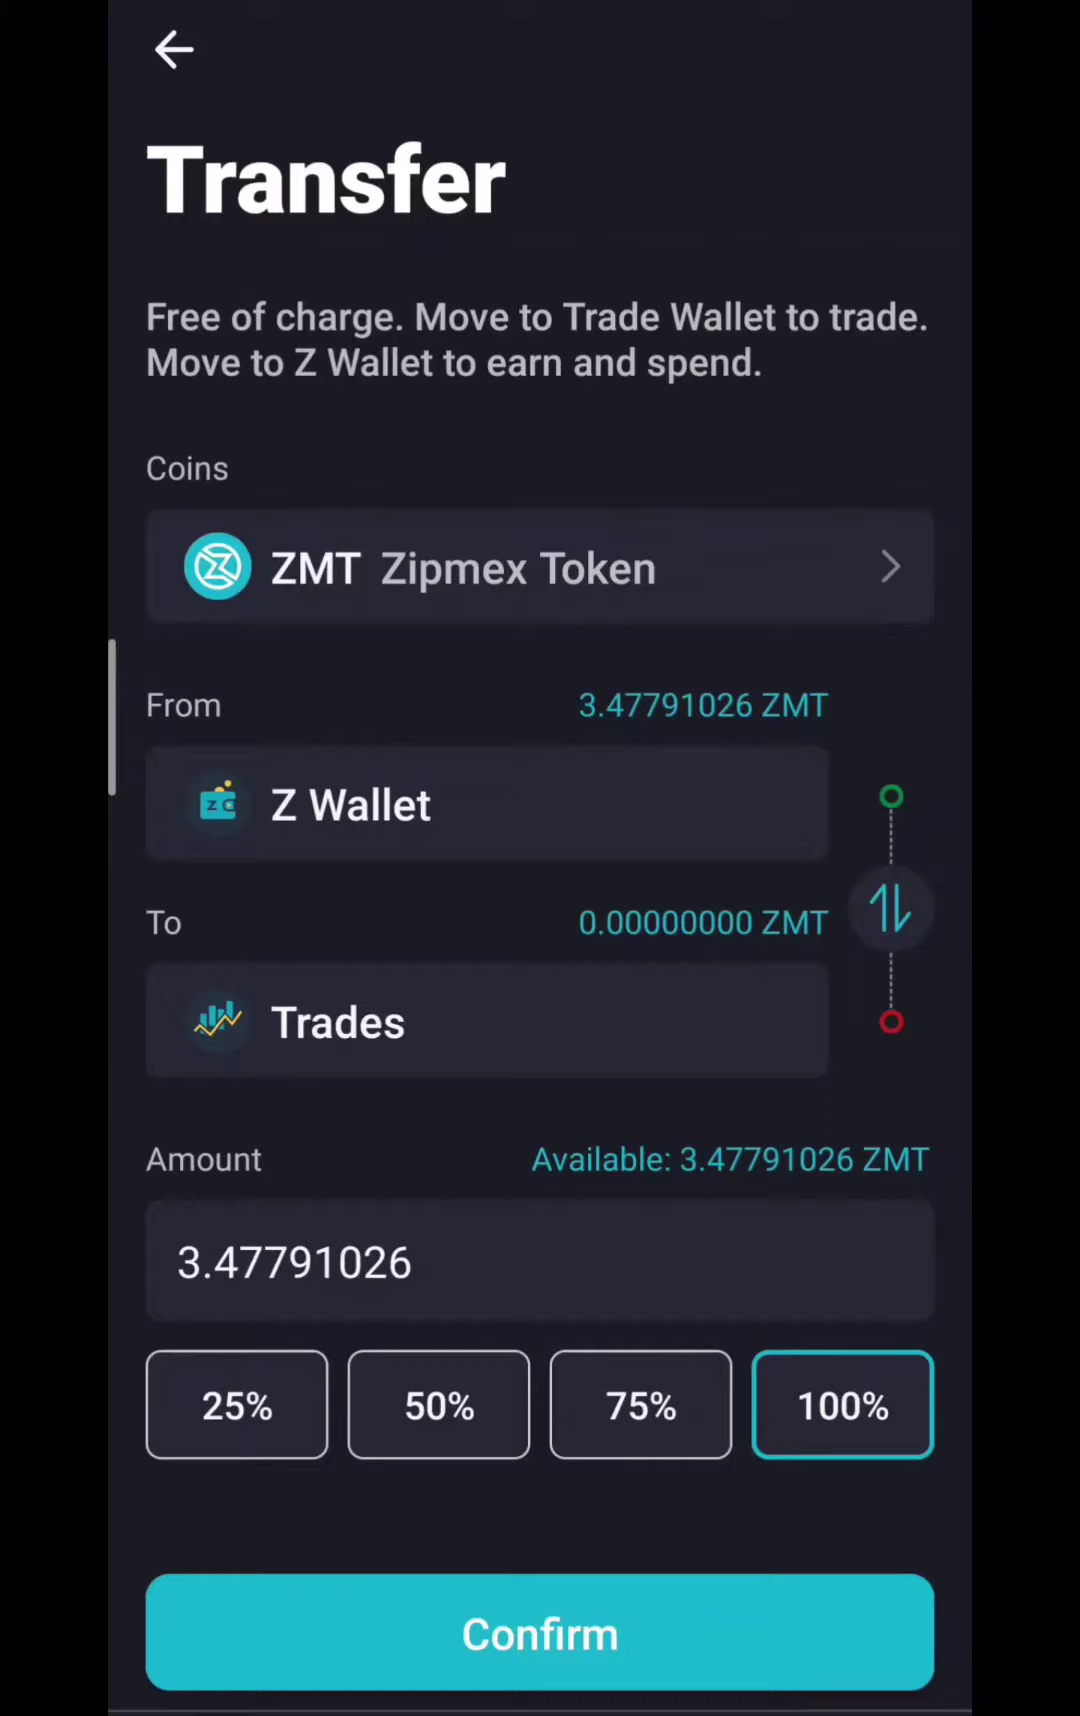 Transfer
Free of charge. Move to Trade Wallet to trade.
Move to Z Wallet to earn and spend.
Coins
ZMT Zipmex Token
From 3.47791026 ZMT
Z Wallet
To 0.00000000 ZMT
Trades
Amount Available: 3.47791026 ZMT
3.47791026
25% 50% 75% 100%
Confirm